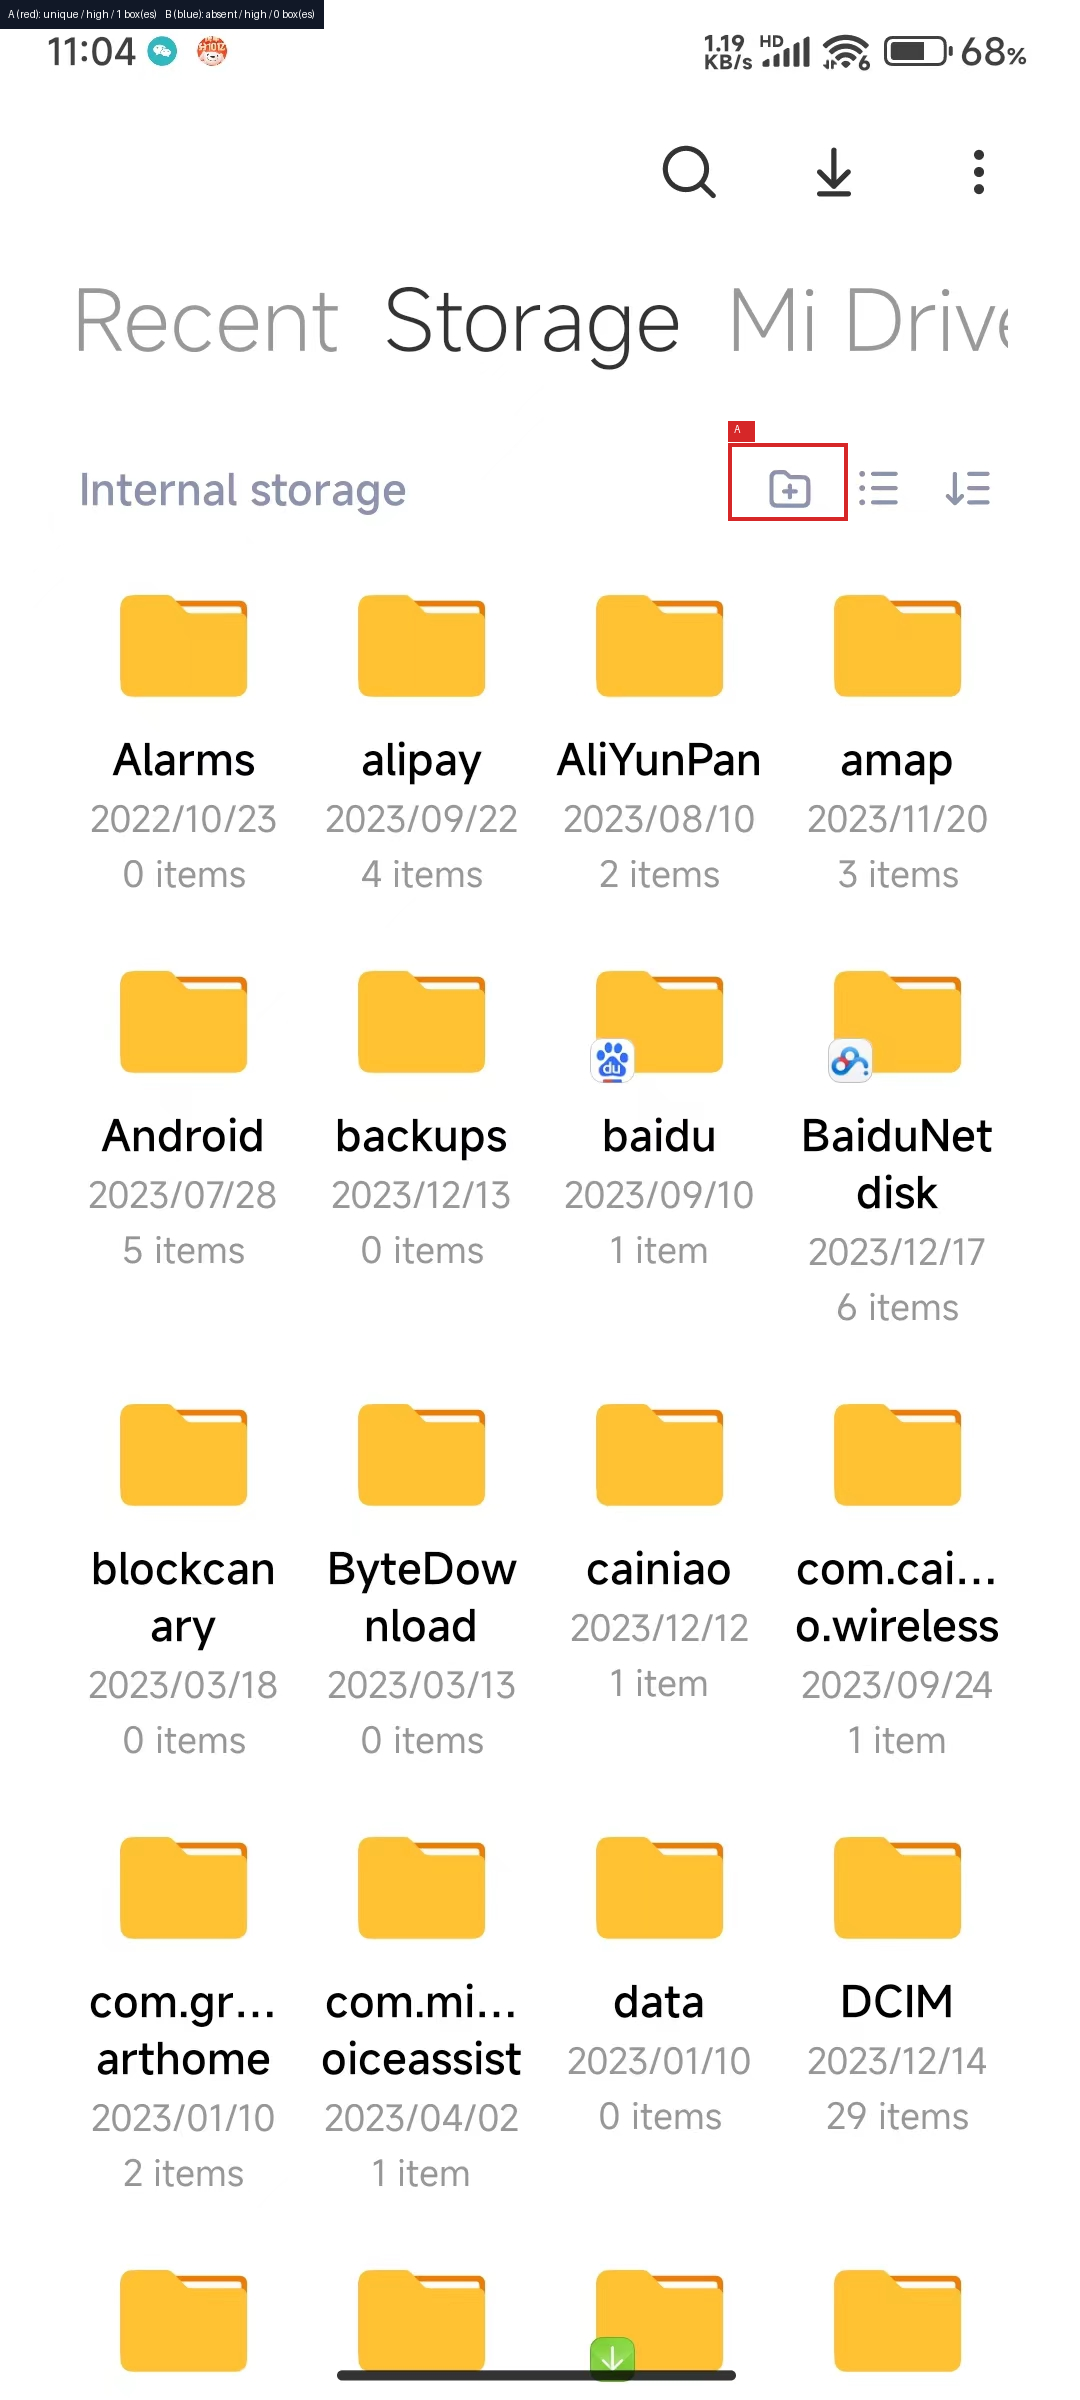 A (red): unique / high / 1 box(es) B (blue): absent / high / 0 box(es)
11:04
1.19 KB/s HD 6 68%
Recent Storage Mi Drive
A
Internal storage
Alarms alipay AliYunPan amap
2022/10/23 2023/09/22 2023/08/10 2023/11/20
0 items 4 items 2 items 3 items
du
Android backups baidu BaiduNet
disk
2023/07/28 2023/12/13 2023/09/10 2023/12/17
5 items 0 items 1 item 6 items
blockcan ByteDow cainiao com.cai...
ary nload o.wireless
2023/03/18 2023/03/13 2023/12/12 2023/09/24
0 items 0 items 1 item 1 item
com.gr... com.mi... data DCIM
arthome oiceassist
2023/01/10 2023/04/02 2023/01/10 2023/12/14
2 items 1 item 0 items 29 items